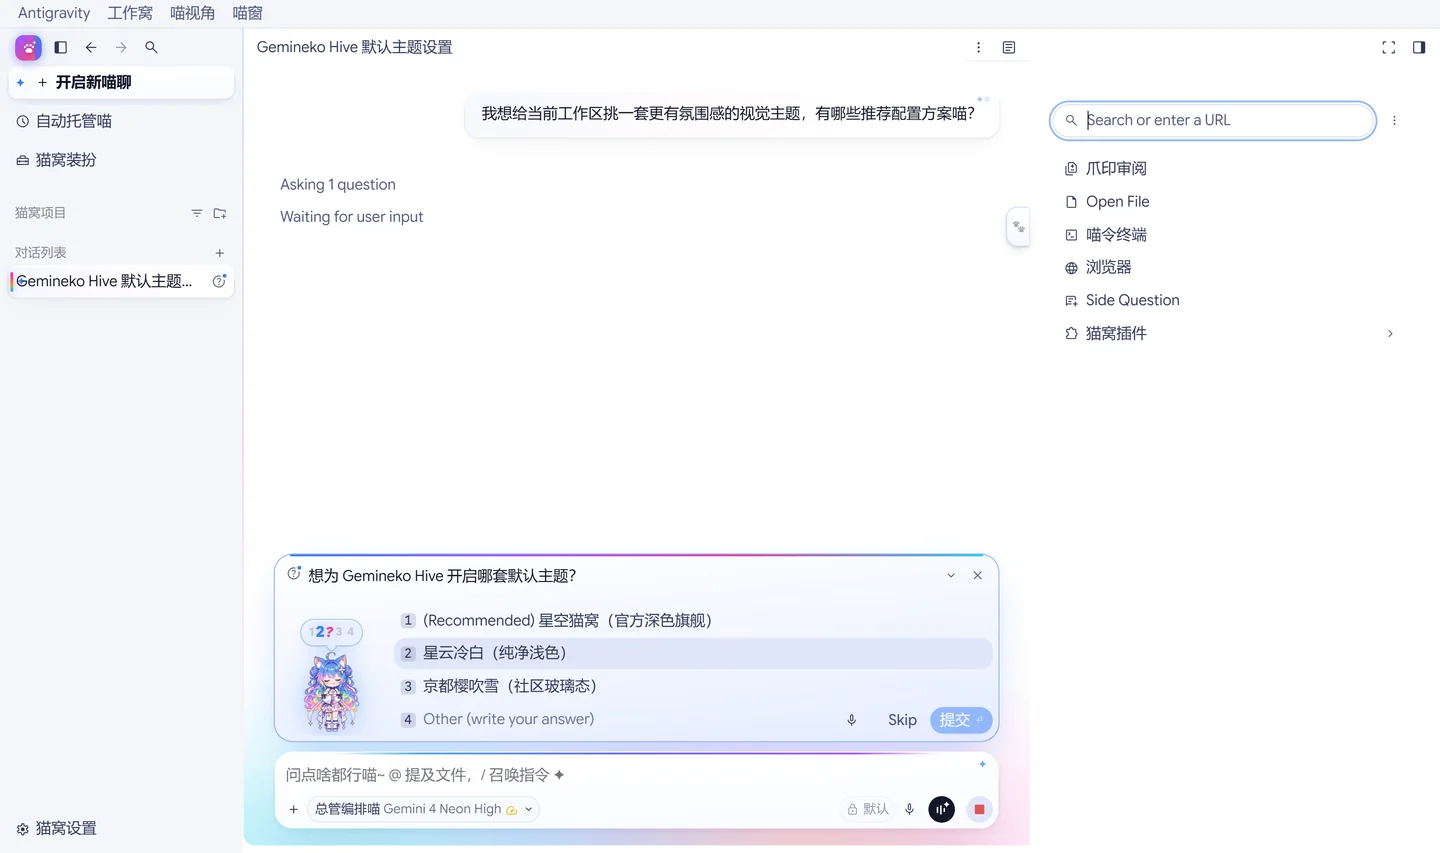 Antigravity 工作窝 喵视角 喵窗
Gemineko Hive 默认主题设置
+ 开启新喵聊
自动托管喵
猫窝装扮
猫窝项目
对话列表
Gemineko Hive 默认主题...
猫窝设置
我想给当前工作区挑一套更有氛围感的视觉主题，有哪些推荐配置方案喵？
Asking 1 question
Waiting for user input
想为 Gemineko Hive 开启哪套默认主题？
1 2 ? 3 4
1 (Recommended) 星空猫窝（官方深色旗舰）
2 星云冷白（纯净浅色）
3 京都樱吹雪（社区玻璃态）
4 Other (write your answer)
Skip 提交
问点啥都行喵~ @ 提及文件，/ 召唤指令 ✦
+ 总管编排喵 Gemini 4 Neon High 默认
Search or enter a URL
爪印审阅
Open File
喵令终端
浏览器
Side Question
猫窝插件